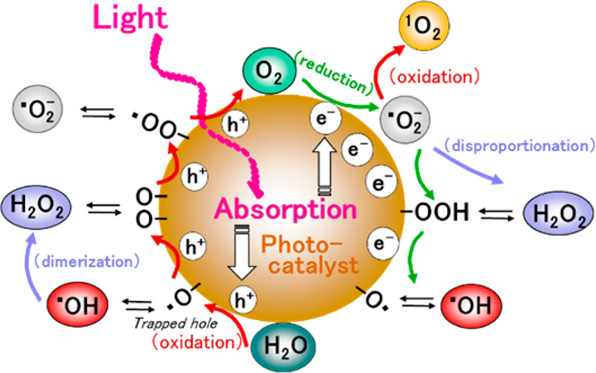 Light
¹O₂
O₂
(reduction)
(oxidation)
•O₂⁻
•OO–
h⁺
e⁻
•O₂⁻
e⁻
(disproportionation)
h⁺
e⁻
H₂O₂
O–
O–
Absorption
–OOH
H₂O₂
h⁺
Photo-
catalyst
e⁻
(dimerization)
•OH
•O–
h⁺
–O•
•OH
Trapped hole
(oxidation)
H₂O